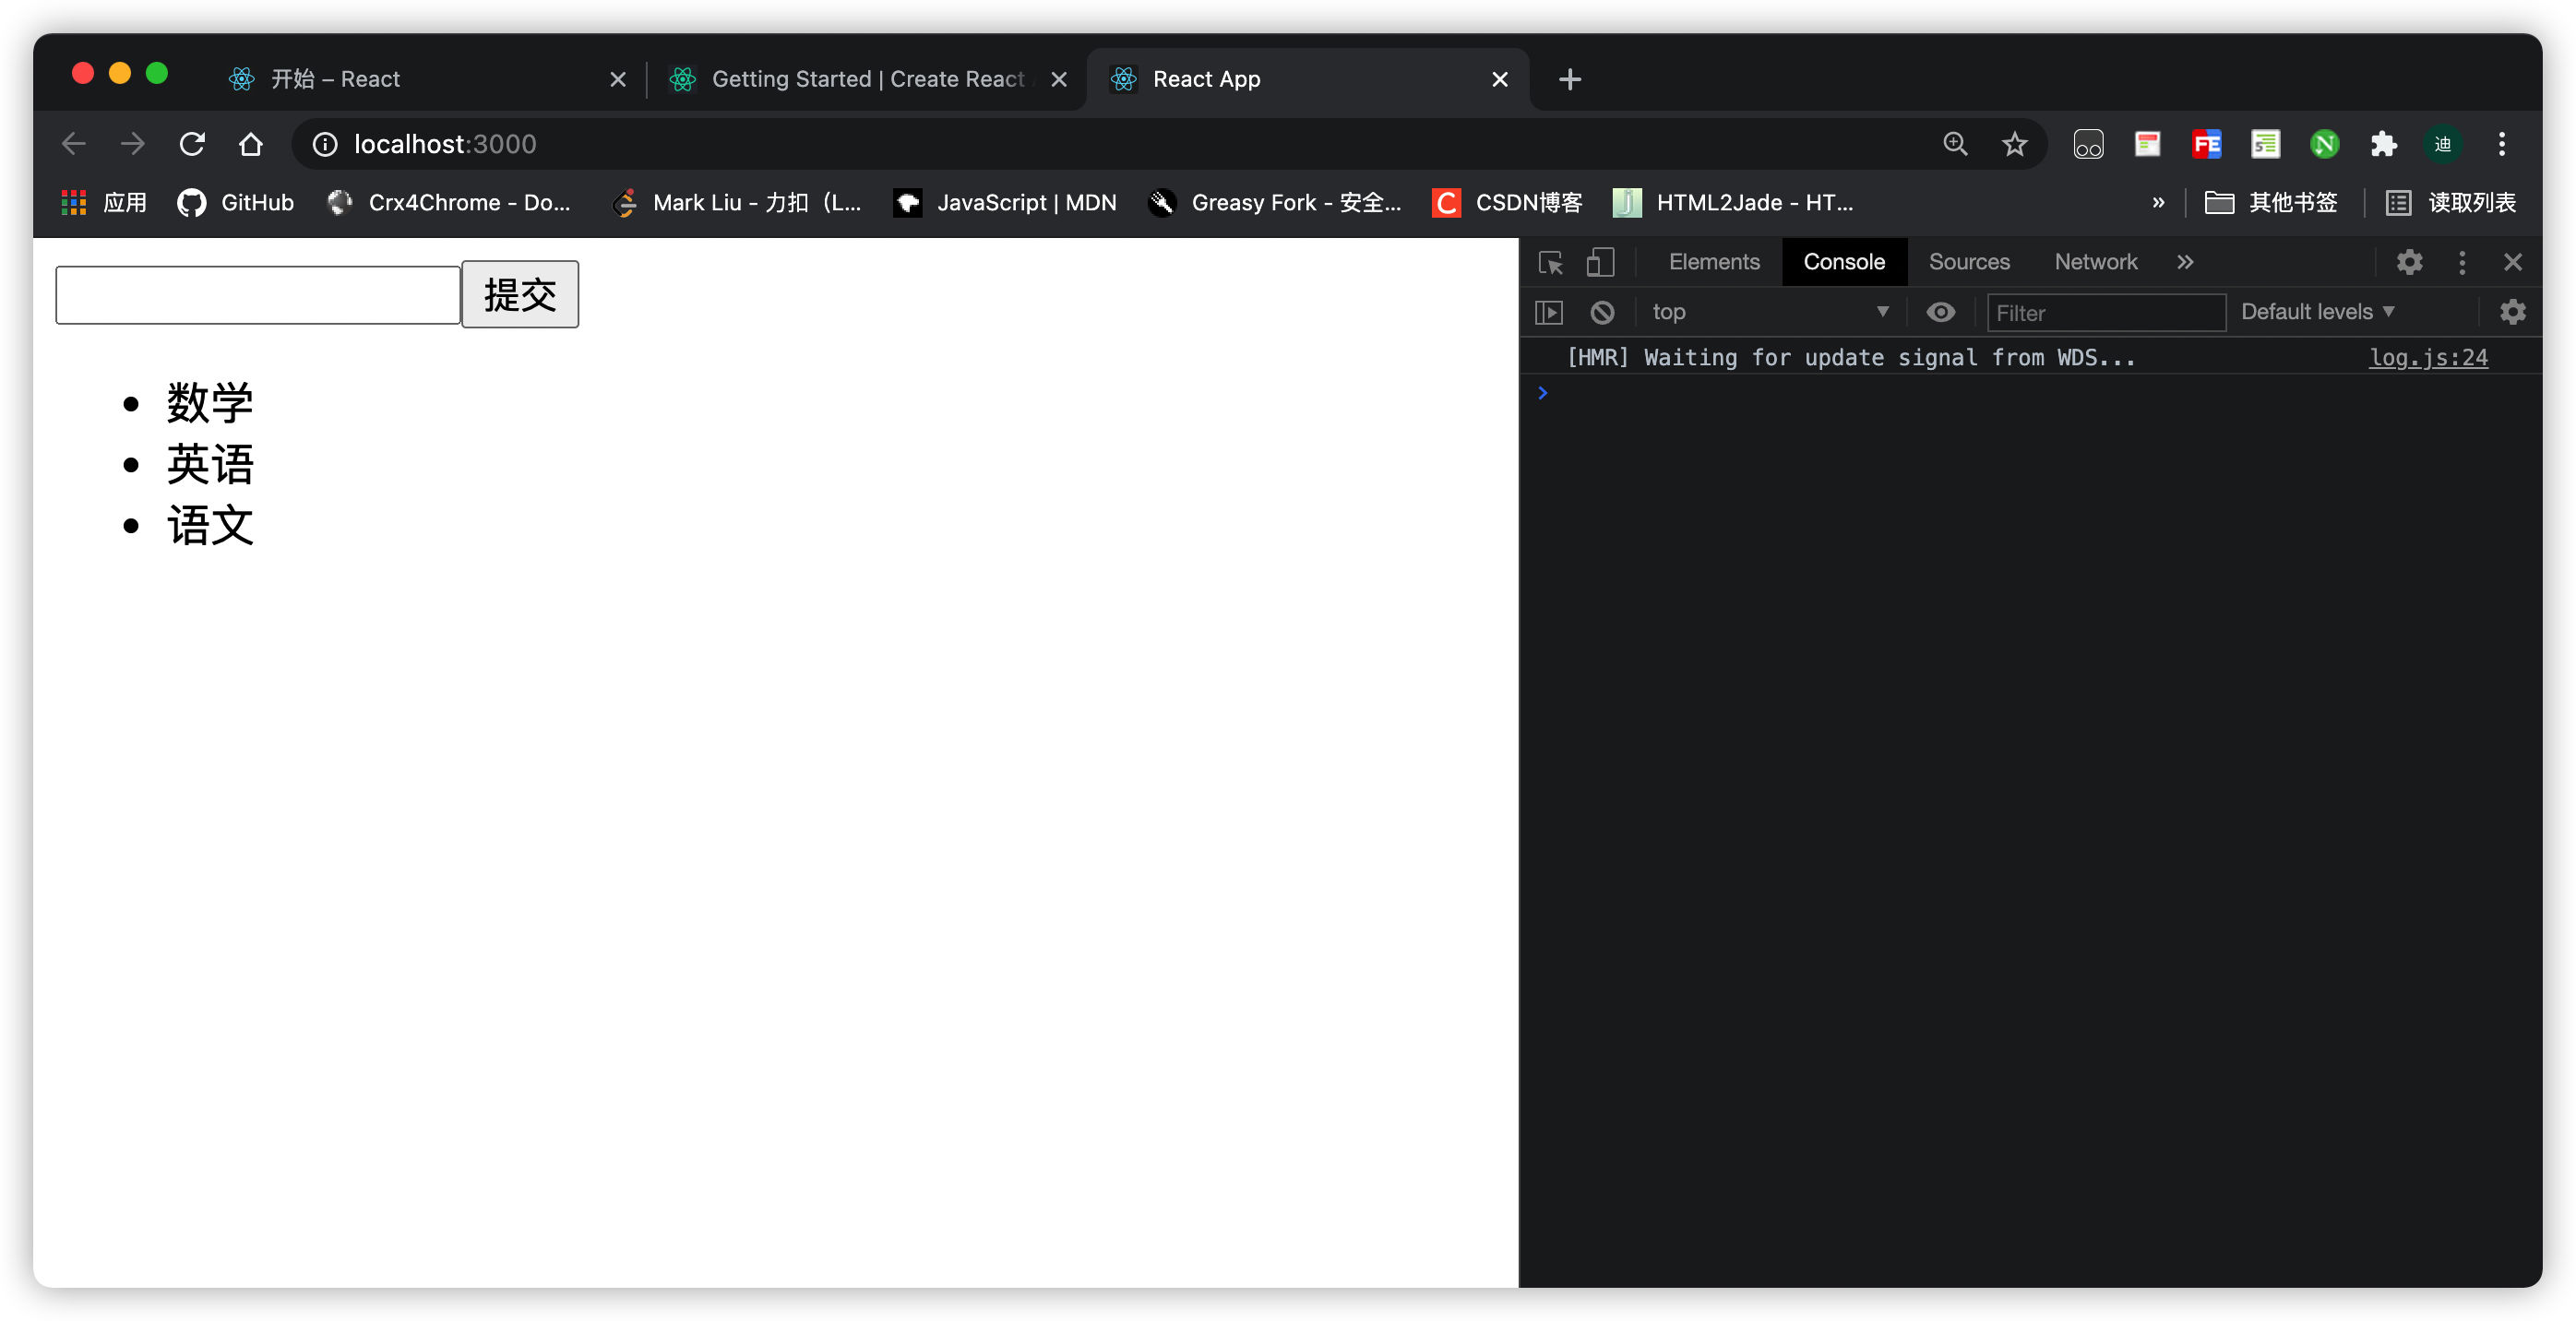 开始 – React
Getting Started | Create React
React App
localhost:3000
迪
应用
GitHub
Crx4Chrome - Do...
Mark Liu - 力扣（L...
JavaScript | MDN
Greasy Fork - 安全...
CSDN博客
HTML2Jade - HT...
»
其他书签
读取列表
提交
• 数学
• 英语
• 语文
Elements
Console
Sources
Network
»
top
Filter
Default levels
[HMR] Waiting for update signal from WDS...
log.js:24